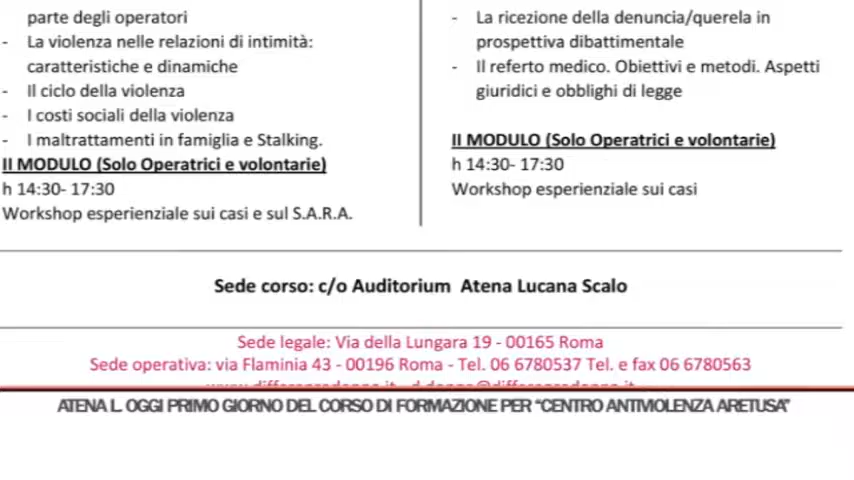 parte degli operatori
- La violenza nelle relazioni di intimità:
caratteristiche e dinamiche
- Il ciclo della violenza
- I costi sociali della violenza
- I maltrattamenti in famiglia e Stalking.
II MODULO (Solo Operatrici e volontarie)
h 14:30- 17:30
Workshop esperienziale sui casi e sul S.A.R.A.
- La ricezione della denuncia/querela in
prospettiva dibattimentale
- Il referto medico. Obiettivi e metodi. Aspetti
giuridici e obblighi di legge
II MODULO (Solo Operatrici e volontarie)
h 14:30- 17:30
Workshop esperienziale sui casi
Sede corso: c/o Auditorium Atena Lucana Scalo
Sede legale: Via della Lungara 19 - 00165 Roma
Sede operativa: via Flaminia 43 - 00196 Roma - Tel. 06 6780537 Tel. e fax 06 6780563
ATENA L. OGGI PRIMO GIORNO DEL CORSO DI FORMAZIONE PER “CENTRO ANTIVIOLENZA ARETUSA”